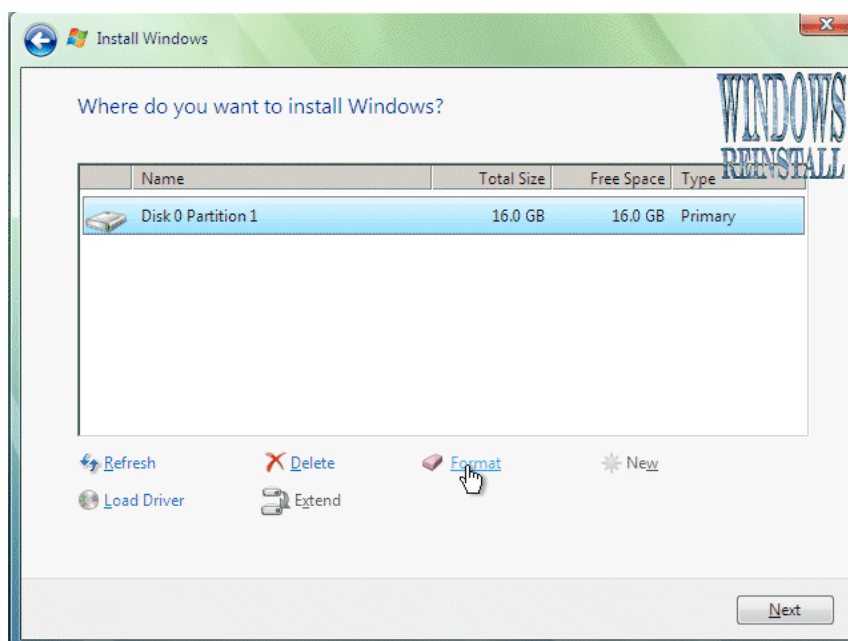 Install Windows
Where do you want to install Windows?
WINDOWS
REINSTALL
Name Total Size Free Space Type
Disk 0 Partition 1 16.0 GB 16.0 GB Primary
Refresh Delete Format New
Load Driver Extend
Next